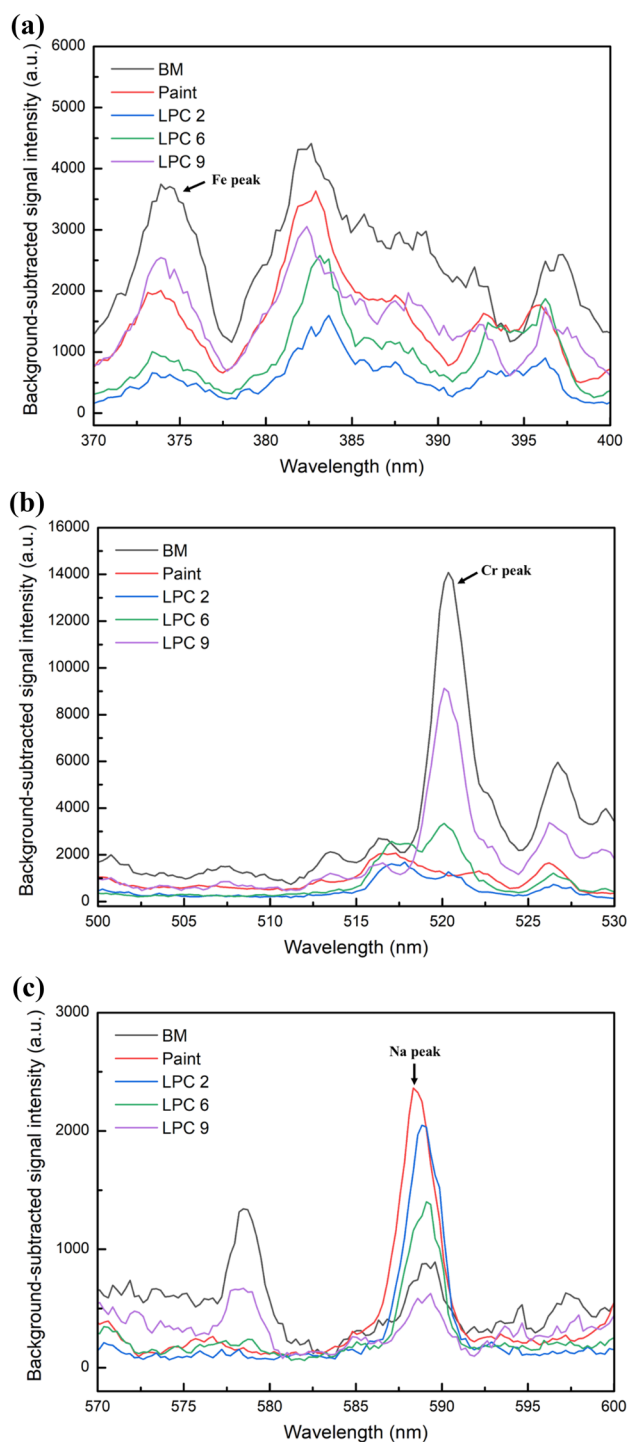 (a)
Background-subtracted signal intensity (a.u.)
6000
5000
4000
3000
2000
1000
0
BM
Paint
LPC 2
LPC 6
LPC 9
Fe peak
370 375 380 385 390 395 400
Wavelength (nm)
(b)
Background-subtracted signal intensity (a.u.)
16000
14000
12000
10000
8000
6000
4000
2000
0
BM
Paint
LPC 2
LPC 6
LPC 9
Cr peak
500 505 510 515 520 525 530
Wavelength (nm)
(c)
Background-subtracted signal intensity (a.u.)
3000
2000
1000
0
BM
Paint
LPC 2
LPC 6
LPC 9
Na peak
570 575 580 585 590 595 600
Wavelength (nm)